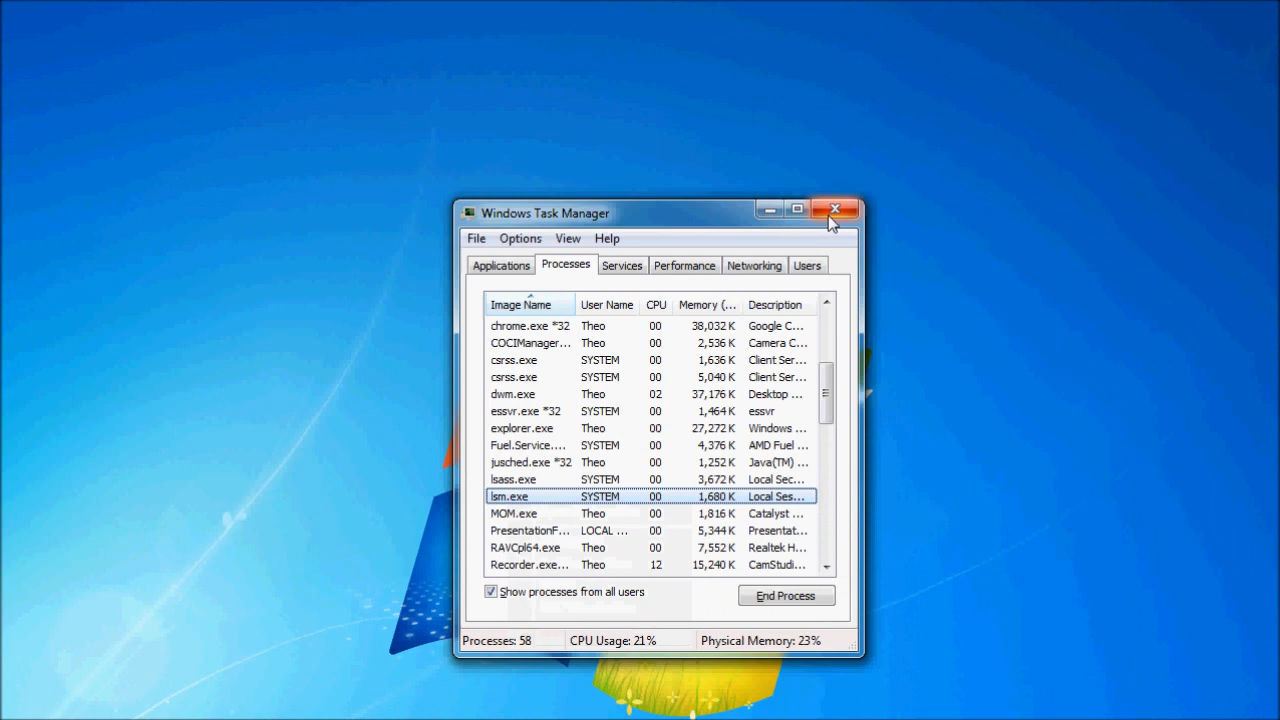 Windows Task Manager
File Options View Help
Applications Processes Services Performance Networking Users
Image Name User Name CPU Memory (... Description
chrome.exe *32 Theo 00 38,032 K Google C...
COCIManager... Theo 00 2,536 K Camera C...
csrss.exe SYSTEM 00 1,636 K Client Ser...
csrss.exe SYSTEM 00 5,040 K Client Ser...
dwm.exe Theo 02 37,176 K Desktop ...
essvr.exe *32 SYSTEM 00 1,464 K essvr
explorer.exe Theo 00 27,272 K Windows ...
Fuel.Service.... SYSTEM 00 4,376 K AMD Fuel ...
jusched.exe *32 Theo 00 1,252 K Java(TM) ...
lsass.exe SYSTEM 00 3,672 K Local Sec...
lsm.exe SYSTEM 00 1,680 K Local Ses...
MOM.exe Theo 00 1,816 K Catalyst ...
PresentationF... LOCAL ... 00 5,344 K Presentat...
RAVCpl64.exe Theo 00 7,552 K Realtek H...
Recorder.exe... Theo 12 15,240 K CamStudi...
Show processes from all users End Process
Processes: 58 CPU Usage: 21% Physical Memory: 23%